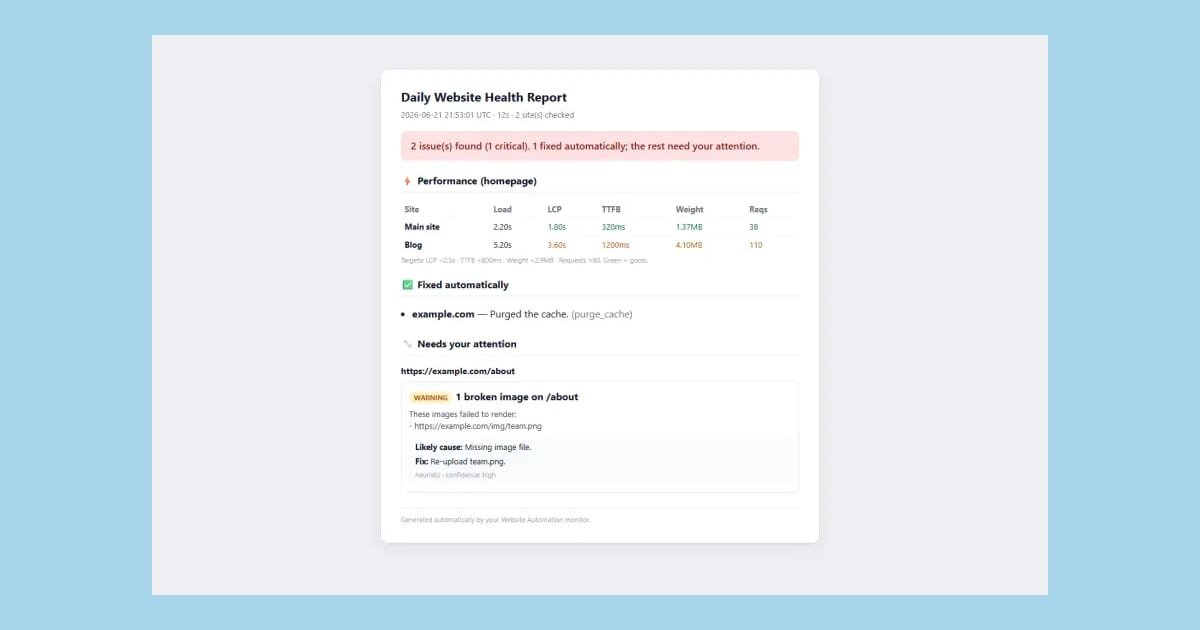 Daily Website Health Report
2026-06-21 21:53:01 UTC · 12s · 2 site(s) checked
2 issue(s) found (1 critical). 1 fixed automatically; the rest need your attention.
Performance (homepage)
Site Load LCP TTFB Weight Reqs
Main site 2.20s 1.80s 320ms 1.37MB 38
Blog 5.20s 3.60s 1200ms 4.10MB 110
Targets: LCP <2.5s · TTFB <800ms · Weight <2.9MB · Requests <80. Green = good.
Fixed automatically
• example.com — Purged the cache. (purge_cache)
Needs your attention
https://example.com/about
WARNING 1 broken image on /about
These images failed to render:
- https://example.com/img/team.png
Likely cause: Missing image file.
Fix: Re-upload team.png.
heuristic · confidence: high
Generated automatically by your Website Automation monitor.